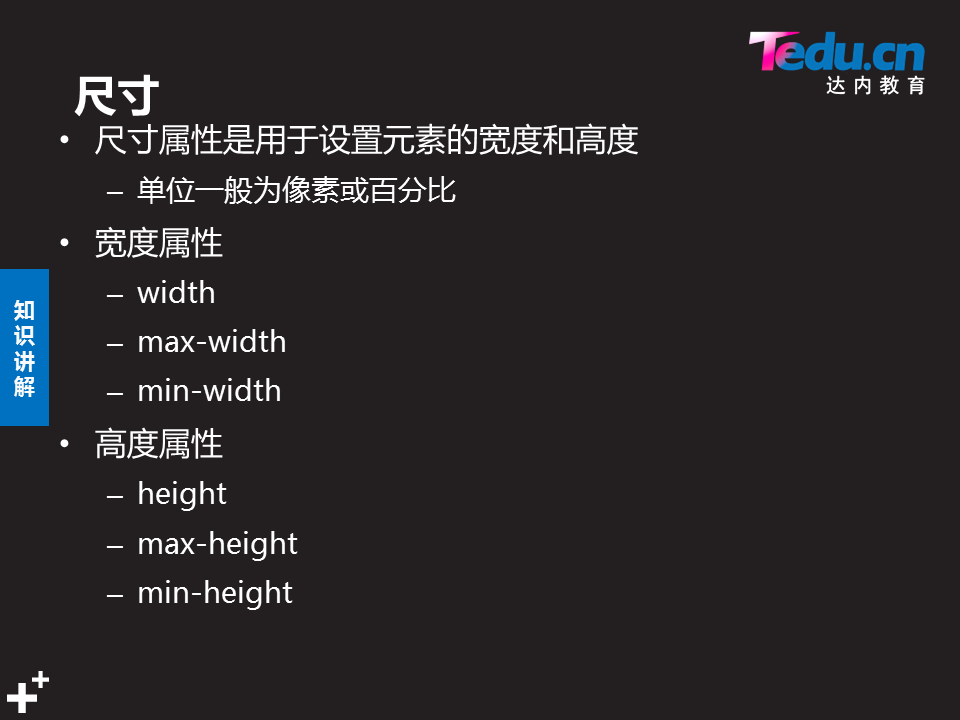 Tedu.cn
达内教育
尺寸
• 尺寸属性是用于设置元素的宽度和高度
– 单位一般为像素或百分比
• 宽度属性
– width
– max-width
– min-width
• 高度属性
– height
– max-height
– min-height
知识讲解